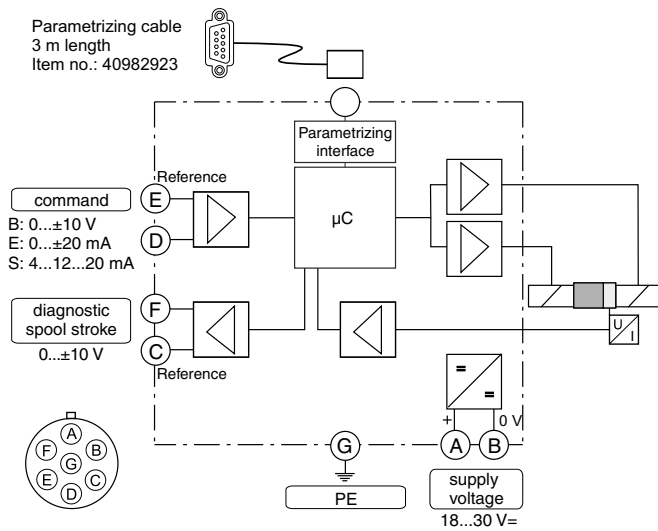 Parametrizing cable
3 m length
Item no.: 40982923
Parametrizing
interface
Reference
command
E
D
B: 0...±10 V
E: 0...±20 mA
S: 4...12...20 mA
µC
diagnostic
spool stroke
0...±10 V
F
C
Reference
U
I
=
=
+
0 V
A
B
G
PE
supply
voltage
18...30 V=
A
F
B
G
E
C
D